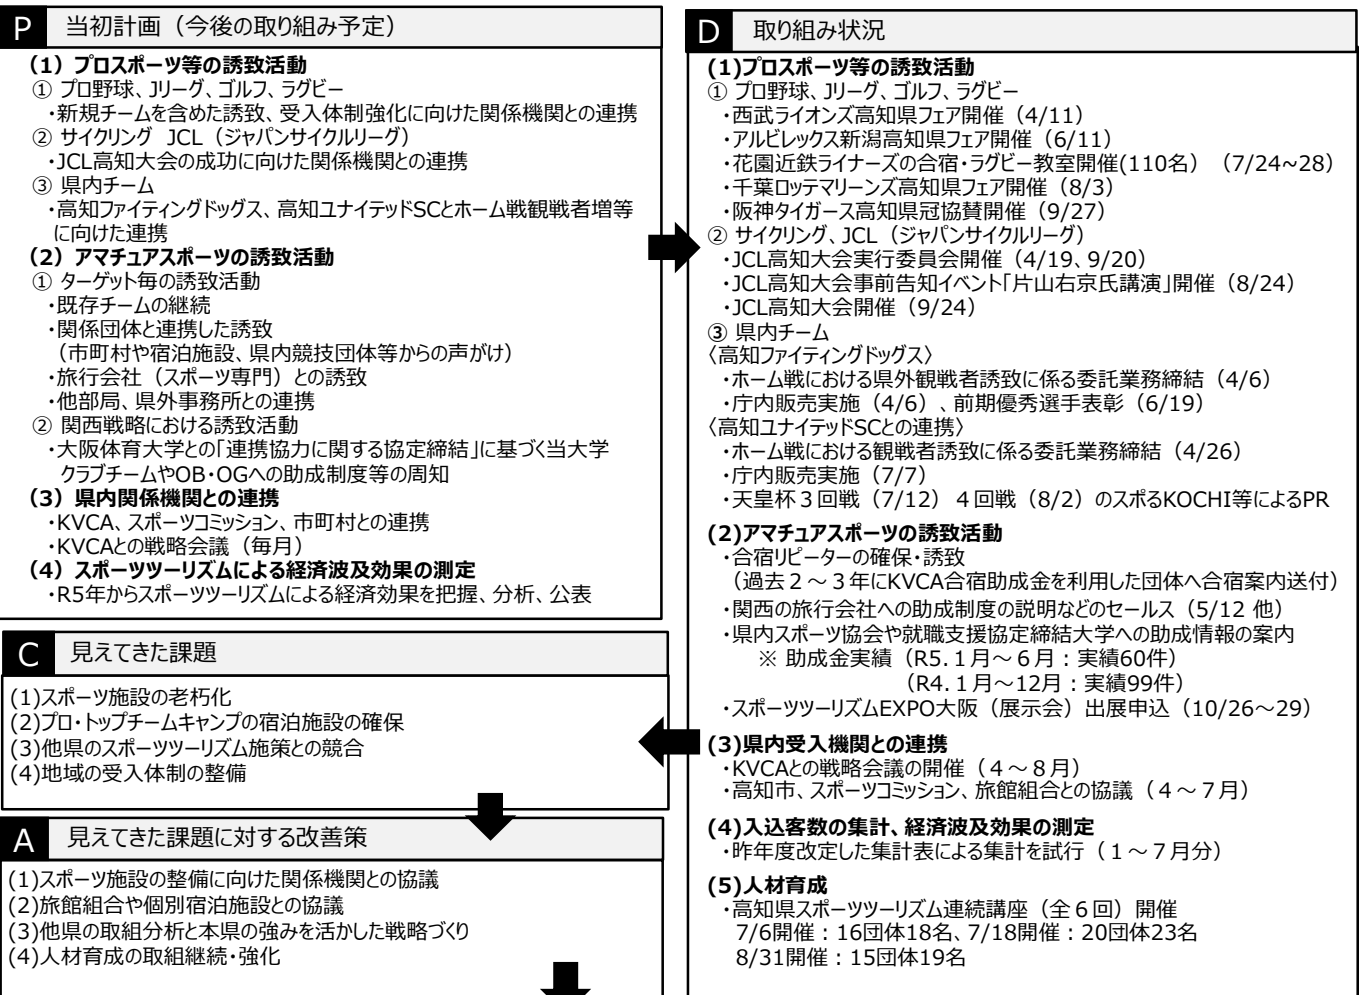 P 当初計画（今後の取り組み予定）
（1）プロスポーツ等の誘致活動
① プロ野球、Jリーグ、ゴルフ、ラグビー
・新規チームを含めた誘致、受入体制強化に向けた関係機関との連携
② サイクリング JCL（ジャパンサイクルリーグ）
・JCL高知大会の成功に向けた関係機関との連携
③ 県内チーム
・高知ファイティングドッグス、高知ユナイテッドSCとホーム戦観戦者増等
に向けた連携
（2）アマチュアスポーツの誘致活動
① ターゲット毎の誘致活動
・既存チームの継続
・関係団体と連携した誘致
（市町村や宿泊施設、県内競技団体等からの声がけ）
・旅行会社（スポーツ専門）との誘致
・他部局、県外事務所との連携
② 関西戦略における誘致活動
・大阪体育大学との「連携協力に関する協定締結」に基づく当大学
クラブチームやOB・OGへの助成制度等の周知
（3）県内関係機関との連携
・KVCA、スポーツコミッション、市町村との連携
・KVCAとの戦略会議（毎月）
（4）スポーツツーリズムによる経済波及効果の測定
・R5年からスポーツツーリズムによる経済効果を把握、分析、公表
D 取り組み状況
(1)プロスポーツ等の誘致活動
① プロ野球、Jリーグ、ゴルフ、ラグビー
・西武ライオンズ高知県フェア開催（4/11）
・アルビレックス新潟高知県フェア開催（6/11）
・花園近鉄ライナーズの合宿・ラグビー教室開催(110名）（7/24~28）
・千葉ロッテマリーンズ高知県フェア開催（8/3）
・阪神タイガース高知県冠協賛開催（9/27）
② サイクリング、JCL（ジャパンサイクルリーグ）
・JCL高知大会実行委員会開催（4/19、9/20）
・JCL高知大会事前告知イベント「片山右京氏講演」開催（8/24）
・JCL高知大会開催（9/24）
③ 県内チーム
〈高知ファイティングドッグス〉
・ホーム戦における県外観戦者誘致に係る委託業務締結（4/6）
・庁内販売実施（4/6）、前期優秀選手表彰（6/19）
〈高知ユナイテッドSCとの連携〉
・ホーム戦における観戦者誘致に係る委託業務締結（4/26）
・庁内販売実施（7/7）
・天皇杯３回戦（7/12）４回戦（8/2）のスポるKOCHI等によるPR
(2)アマチュアスポーツの誘致活動
・合宿リピーターの確保・誘致
（過去２～３年にKVCA合宿助成金を利用した団体へ合宿案内送付）
・関西の旅行会社への助成制度の説明などのセールス（5/12 他）
・県内スポーツ協会や就職支援協定締結大学への助成情報の案内
※ 助成金実績（R5.１月～６月：実績60件）
（R4.１月～12月：実績99件）
・スポーツツーリズムEXPO大阪（展示会）出展申込（10/26～29）
(3)県内受入機関との連携
・KVCAとの戦略会議の開催（４～８月）
・高知市、スポーツコミッション、旅館組合との協議（４～７月）
(4)入込客数の集計、経済波及効果の測定
・昨年度改定した集計表による集計を試行（１～７月分）
(5)人材育成
・高知県スポーツツーリズム連続講座（全６回）開催
7/6開催：16団体18名、7/18開催：20団体23名
8/31開催：15団体19名
C 見えてきた課題
(1)スポーツ施設の老朽化
(2)プロ・トップチームキャンプの宿泊施設の確保
(3)他県のスポーツツーリズム施策との競合
(4)地域の受入体制の整備
A 見えてきた課題に対する改善策
(1)スポーツ施設の整備に向けた関係機関との協議
(2)旅館組合や個別宿泊施設との協議
(3)他県の取組分析と本県の強みを活かした戦略づくり
(4)人材育成の取組継続・強化